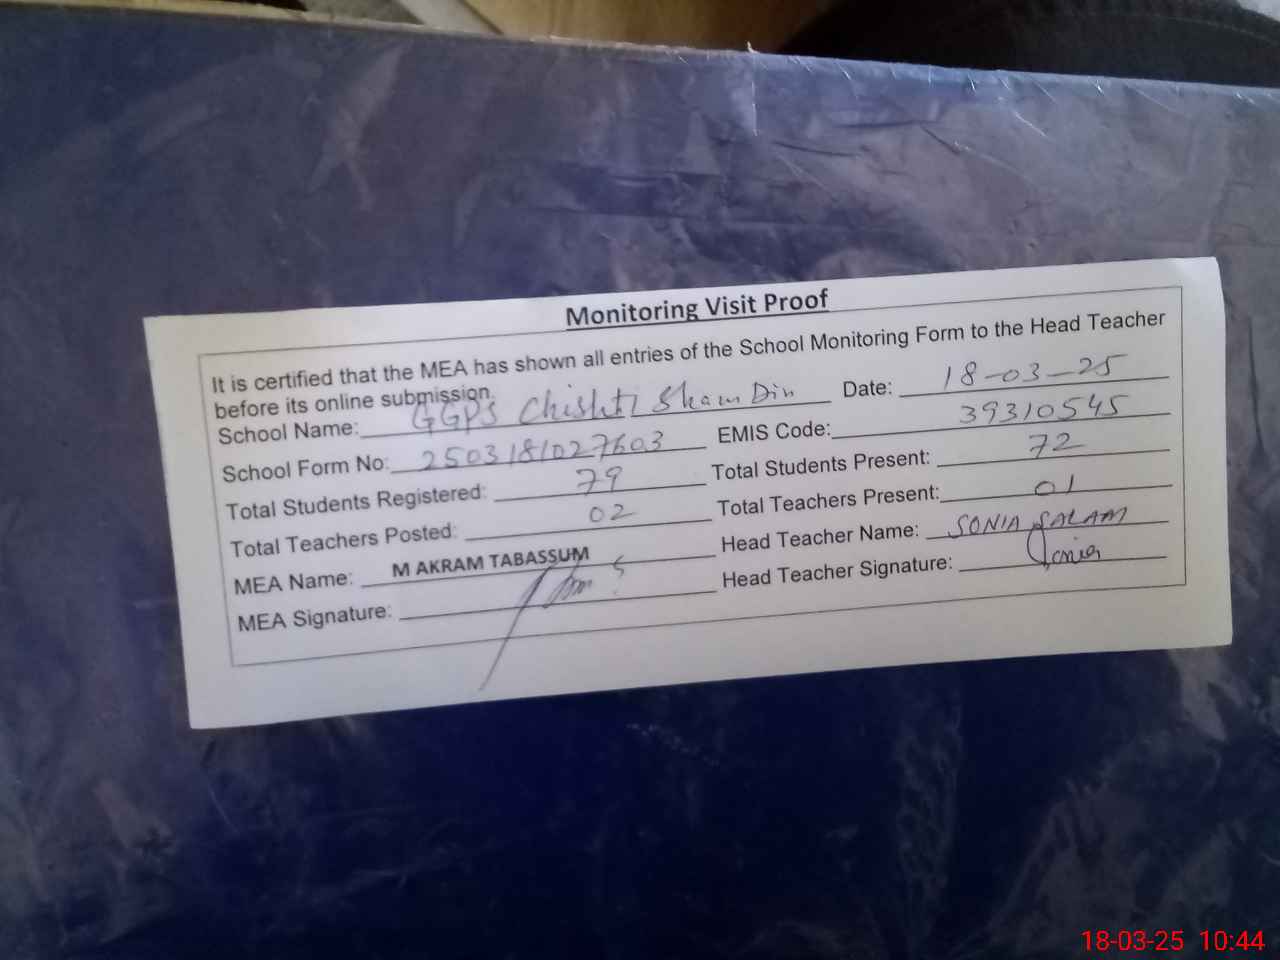 Monitoring Visit Proof
It is certified that the MEA has shown all entries of the School Monitoring Form to the Head Teacher
before its online submission.
School Name: GGPS Chishti Sham Din Date: 18-03-25
School Form No: 2503181027603 EMIS Code: 39310545
Total Students Registered: 79 Total Students Present: 72
Total Teachers Posted: 02 Total Teachers Present: 01
MEA Name: M AKRAM TABASSUM Head Teacher Name: SONIA SALAM
MEA Signature: Head Teacher Signature: Sonia
18-03-25 10:44